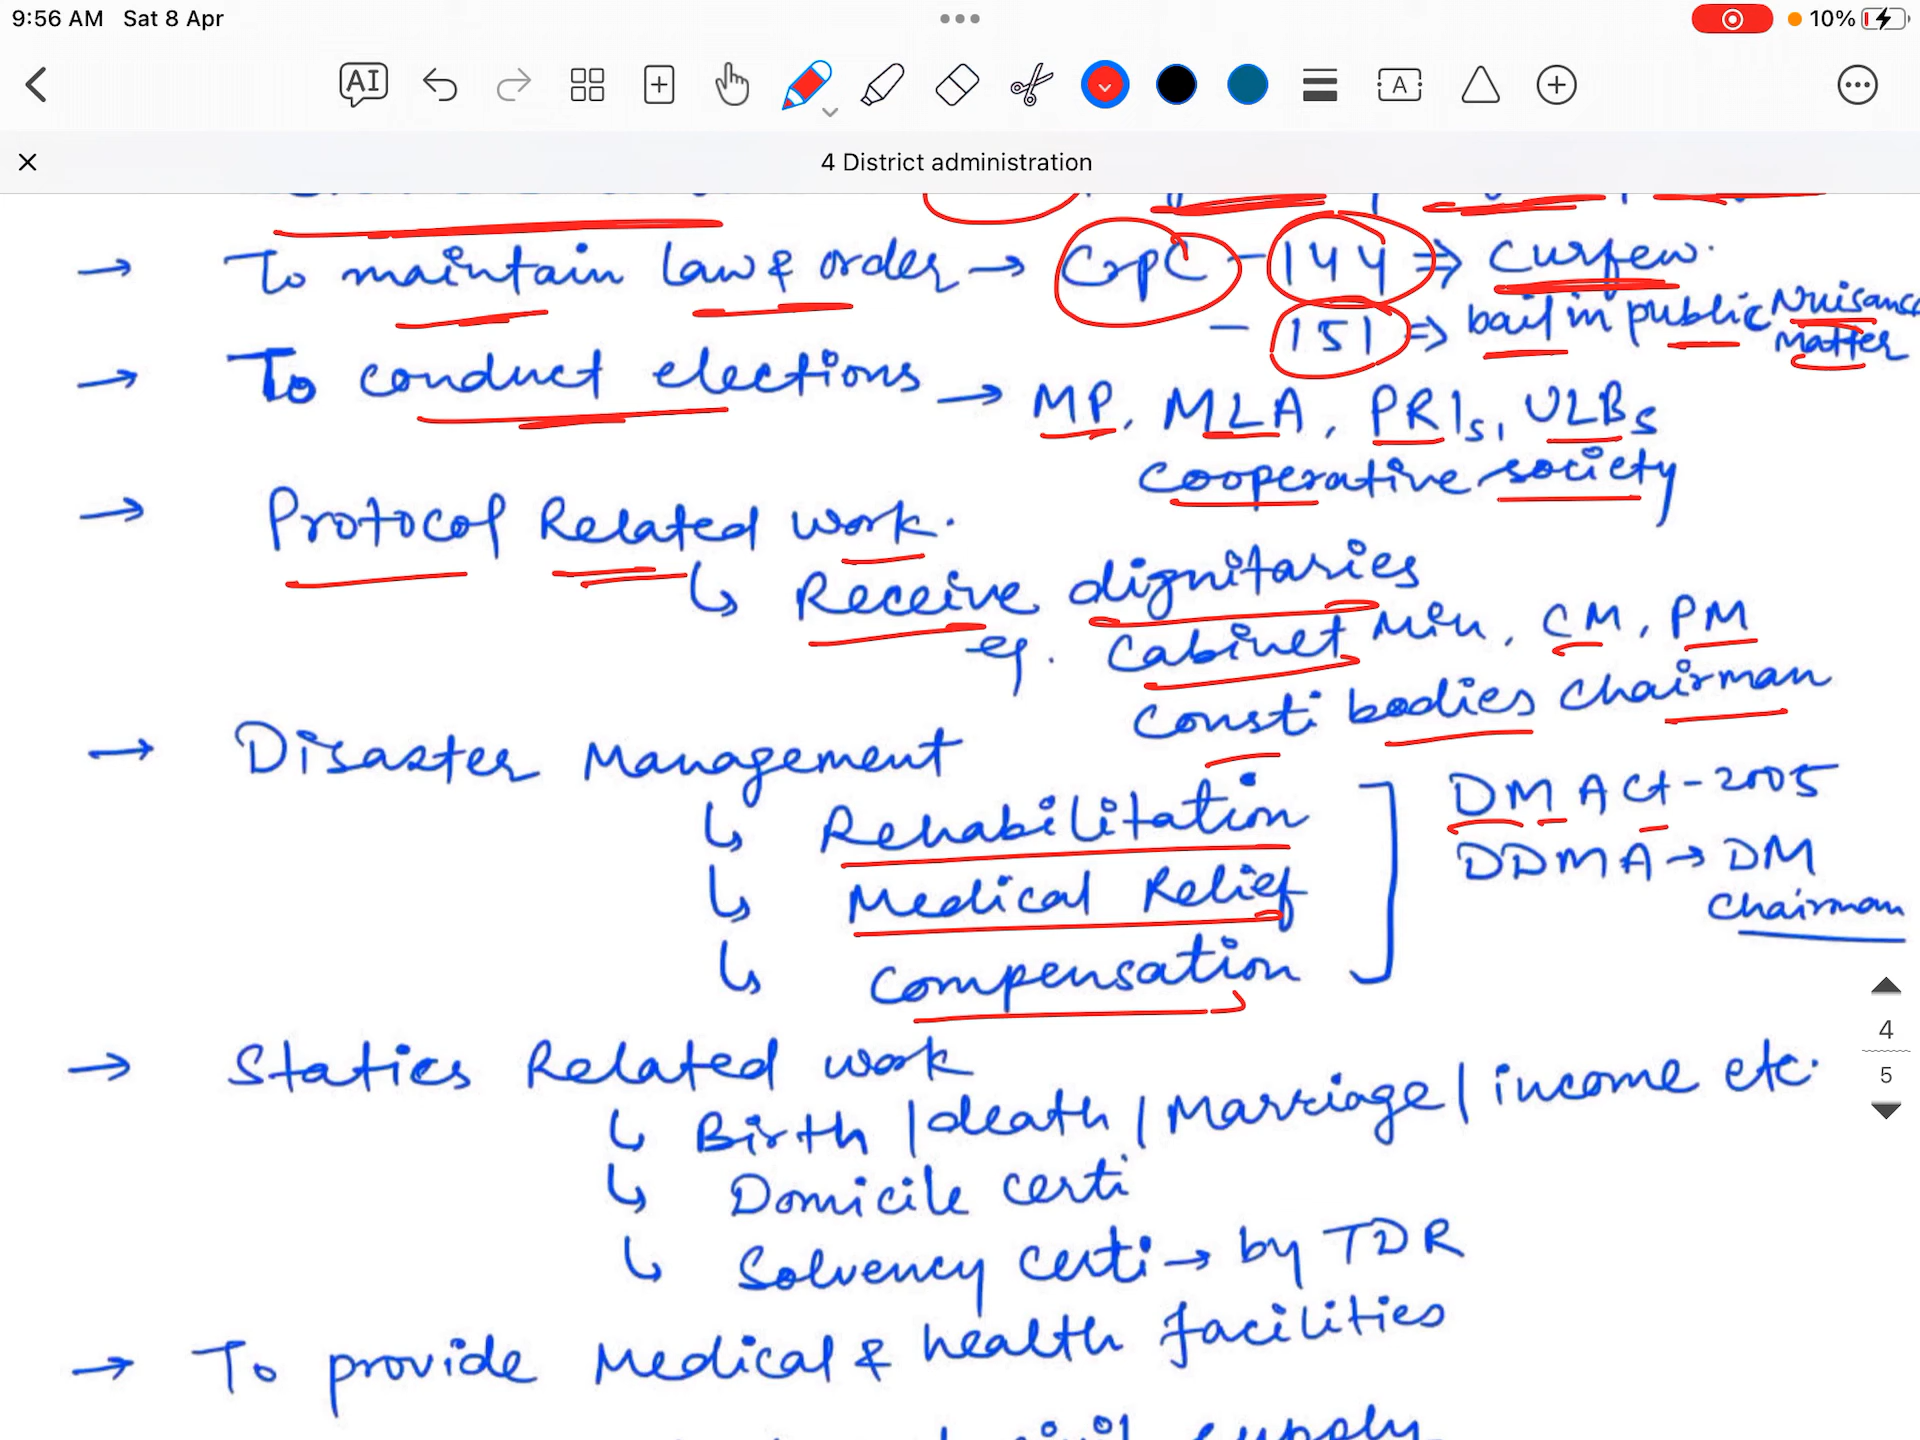 9:56 AM Sat 8 Apr
10%
AI
A
4 District administration
→ To maintain law & order → CrPC - 144 ⇒ Curfew.
- 151 ⇒ bail in public Nuisance
Matter
→ To conduct elections → MP, MLA, PRIs, ULBs
Cooperative society
→ Protocol Related work.
↳ Receive dignitaries
eg. Cabinet Min, CM, PM
Consti bodies Chairman
→ Disaster Management
↳ Rehabilitation
DM Act-2005
↳ Medical Relief
DDMA → DM
Chairman
↳ Compensation
4
5
→ Statics Related work
↳ Birth / death / Marriage / income etc.
↳ Domicile certi
↳ Solvency Certi → by TDR
→ To provide Medical & health facilities
civil supply